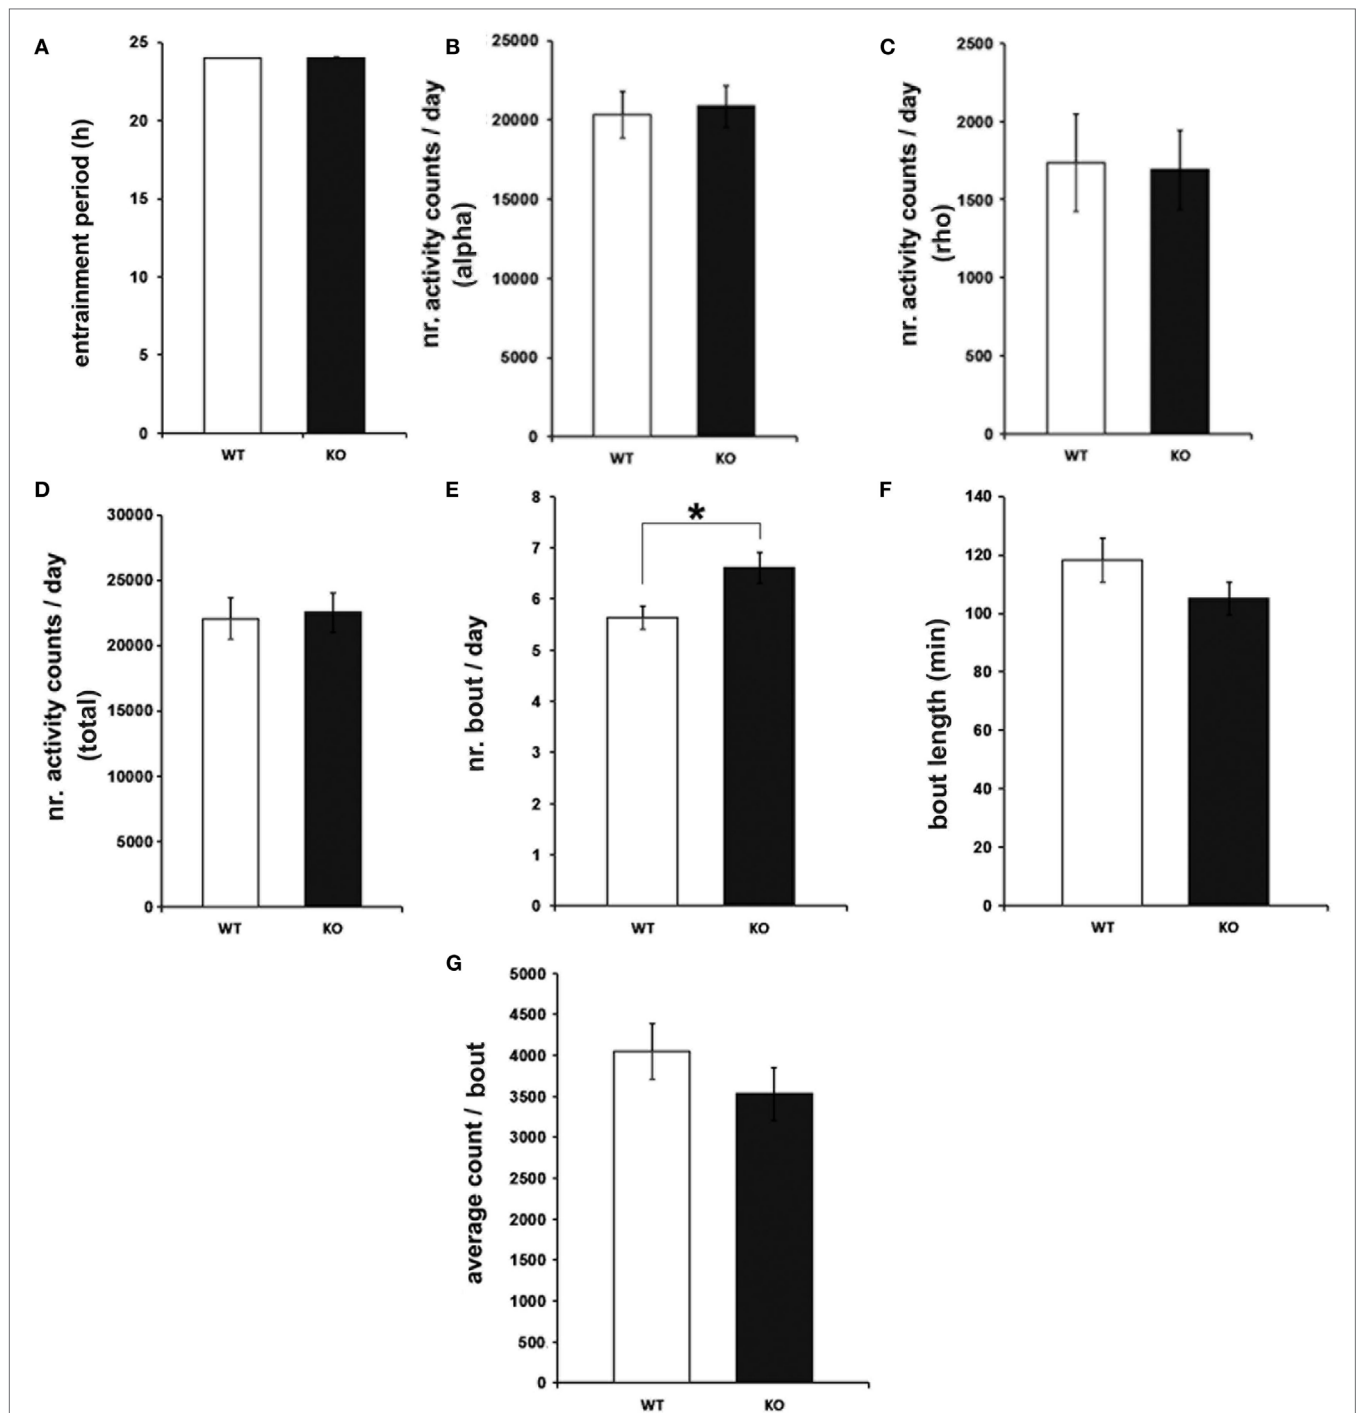 A
entrainment period (h)
25
20
15
10
5
0
WT
KO
B
nr. activity counts / day
(alpha)
25000
20000
15000
10000
5000
0
WT
KO
C
nr. activity counts / day
(rho)
2500
2000
1500
1000
500
0
WT
KO
D
nr. activity counts / day
(total)
30000
25000
20000
15000
10000
5000
0
WT
KO
E
nr. bout / day
8
7
6
5
4
3
2
1
0
*
WT
KO
F
bout length (min)
140
120
100
80
60
40
20
0
WT
KO
G
average count / bout
5000
4500
4000
3500
3000
2500
2000
1500
1000
500
0
WT
KO